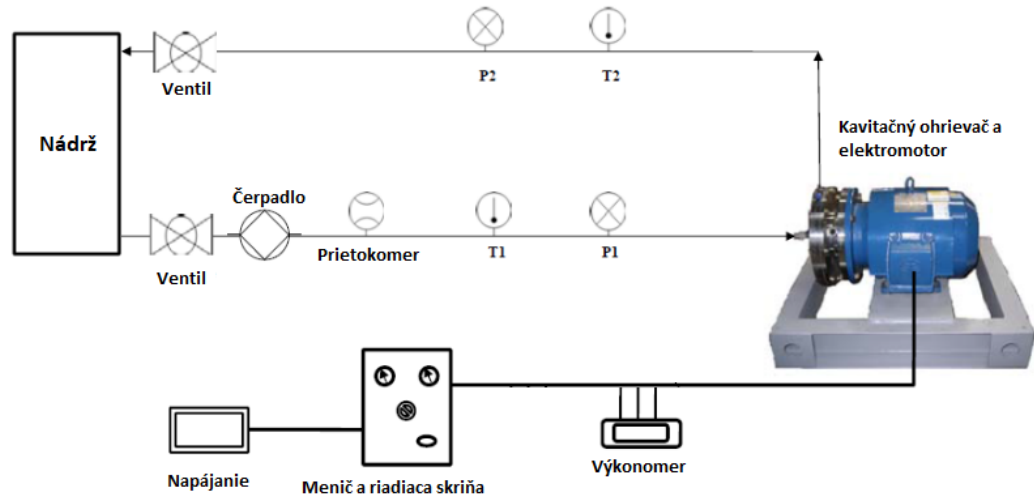 Ventil
P2
T2
Nádrž
Kavitačný ohrievač a
elektromotor
Čerpadlo
Ventil
Prietokomer
T1
P1
Napájanie
Menič a riadiaca skriňa
Výkonomer